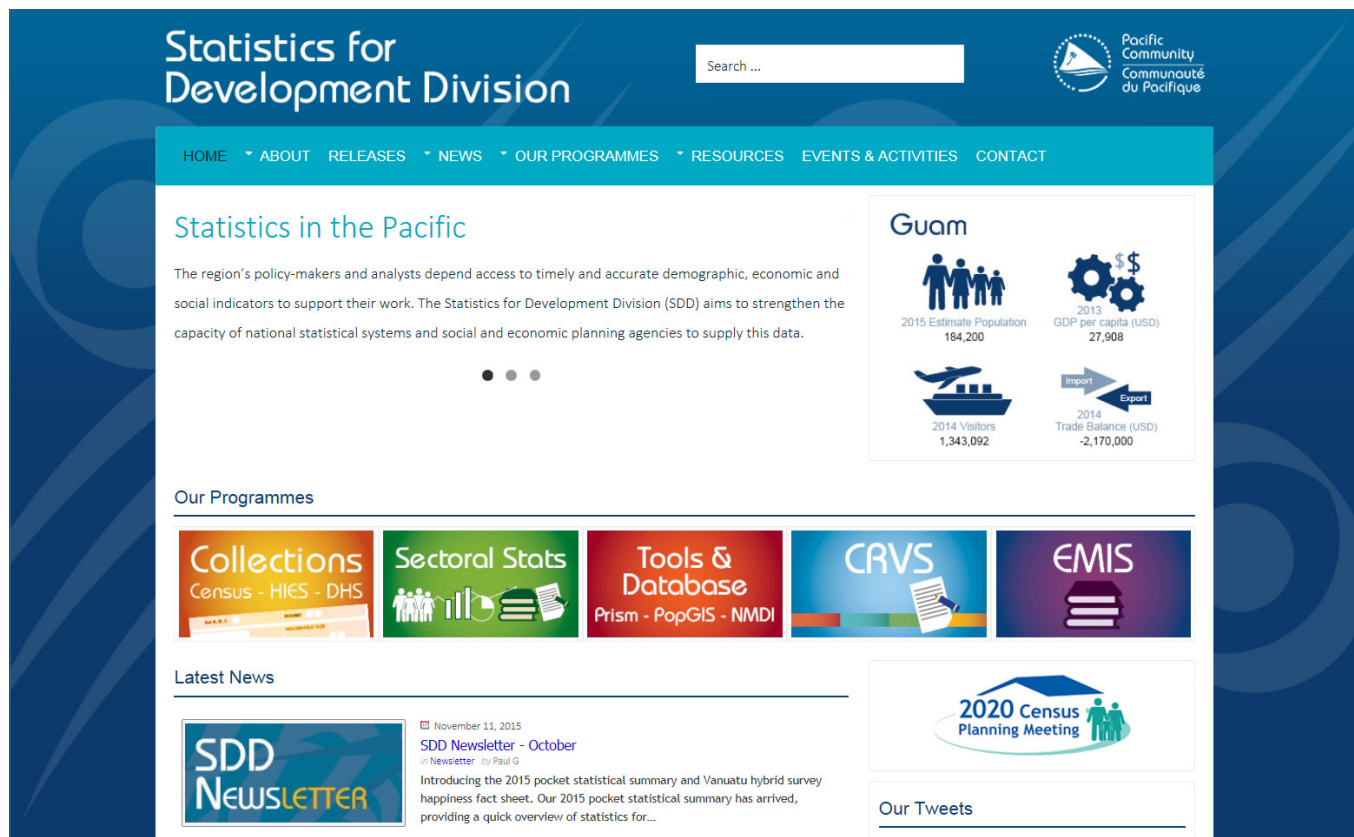 Statistics for
Development Division
Search ...
Pacific
Community
Communauté
du Pacifique
HOME ABOUT RELEASES NEWS OUR PROGRAMMES RESOURCES EVENTS & ACTIVITIES CONTACT
Statistics in the Pacific
The region's policy-makers and analysts depend access to timely and accurate demographic, economic and
social indicators to support their work. The Statistics for Development Division (SDD) aims to strengthen the
capacity of national statistical systems and social and economic planning agencies to supply this data.
Guam
2015 Estimate Population
184,200
$$
2013
GDP per capita (USD)
27,908
2014 Visitors
1,343,092
Import
Export
2014
Trade Balance (USD)
-2,170,000
Our Programmes
Collections
Census - HIES - DHS
HOUSEHOLD SIZE
Sectoral Stats
Tools &
Database
Prism - PopGIS - NMDI
CRVS
EMIS
Latest News
SDD
NEWSLETTER
November 11, 2015
SDD Newsletter - October
in Newsletter by Paul G
Introducing the 2015 pocket statistical summary and Vanuatu hybrid survey
happiness fact sheet. Our 2015 pocket statistical summary has arrived,
providing a quick overview of statistics for...
2020 Census
Planning Meeting
Our Tweets